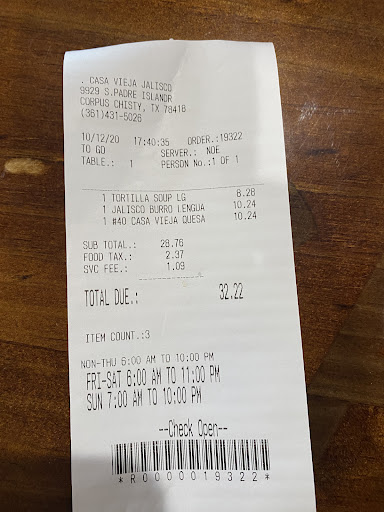 . CASA VIEJA JALISCO
9929 S.PADRE ISLANDR
CORPUS CHISTY, TX 78418
(361)431-5026
10/12/20 17:40:35 ORDER.:19322
TO GO SERVER.: NOE
TABLE.: 1 PERSON No.:1 OF 1
1 TORTILLA SOUP LG 8.28
1 JALISCO BURRO LENGUA 10.24
1 #40 CASA VIEJA QUESA 10.24
SUB TOTAL.: 28.76
FOOD TAX.: 2.37
SVC FEE.: 1.09
TOTAL DUE.: 32.22
ITEM COUNT.:3
MON-THU 6:00 AM TO 10:00 PM
FRI-SAT 6:00 AM TO 11:00 PM
SUN 7:00 AM TO 10:00 PM
--Check Open--
*R000019322*